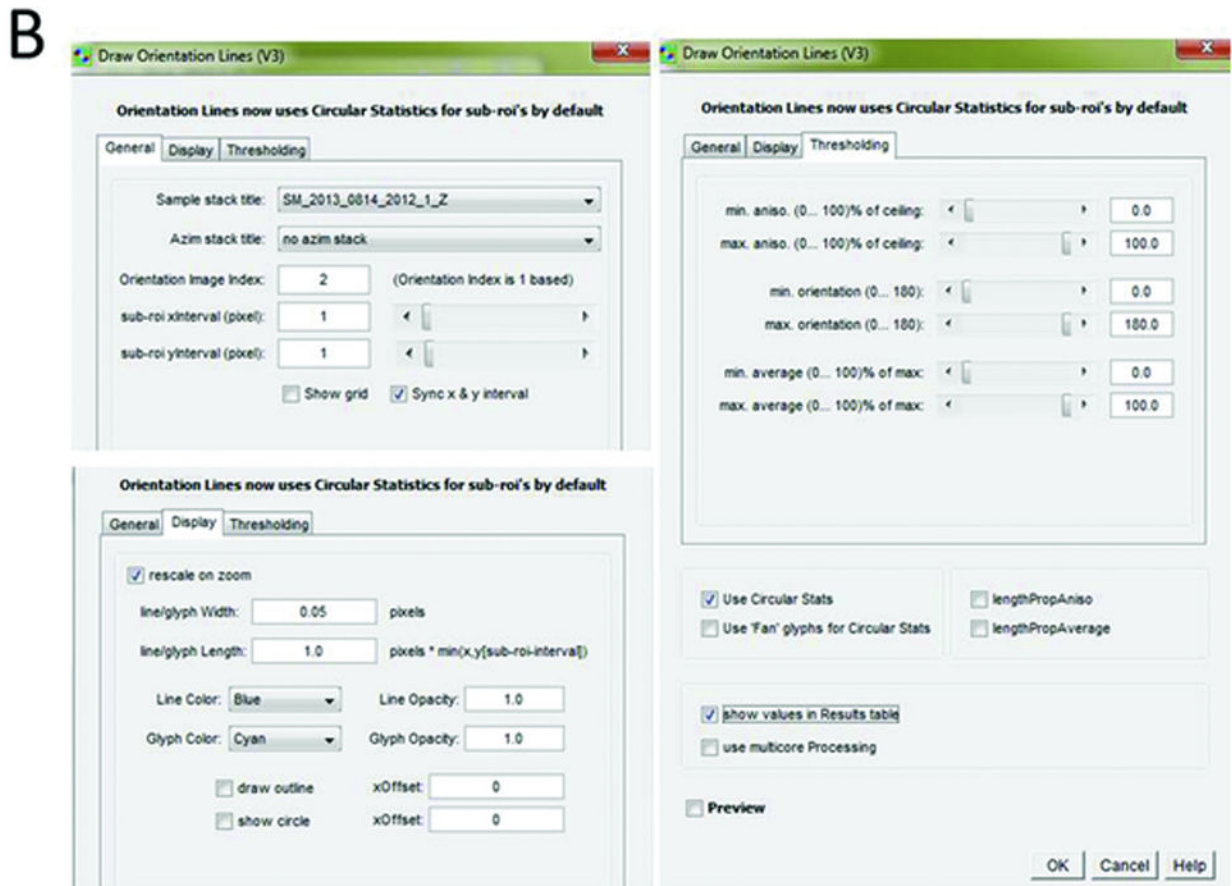 B
Draw Orientation Lines (V3)
X
Orientation Lines now uses Circular Statistics for sub-roi's by default
General Display Thresholding
Sample stack title: SM_2013_0814_2012_1_Z
Azim stack title: no azim stack
Orientation Image Index: 2 (Orientation Index is 1 based)
sub-roi xInterval (pixel): 1
sub-roi yInterval (pixel): 1
Show grid Sync x & y interval
Orientation Lines now uses Circular Statistics for sub-roi's by default
General Display Thresholding
rescale on zoom
line/glyph Width: 0.05 pixels
line/glyph Length: 1.0 pixels * min(x,y[sub-roi-interval])
Line Color: Blue Line Opacity: 1.0
Glyph Color: Cyan Glyph Opacity: 1.0
draw outline xOffset: 0
show circle xOffset: 0
Draw Orientation Lines (V3)
X
Orientation Lines now uses Circular Statistics for sub-roi's by default
General Display Thresholding
min. aniso. (0... 100)% of ceiling: 0.0
max. aniso. (0... 100)% of ceiling: 100.0
min. orientation (0... 180): 0.0
max. orientation (0... 180): 180.0
min. average (0... 100)% of max: 0.0
max. average (0... 100)% of max: 100.0
Use Circular Stats lengthPropAniso
Use 'Fan' glyphs for Circular Stats lengthPropAverage
show values in Results table
use multicore Processing
Preview
OK Cancel Help